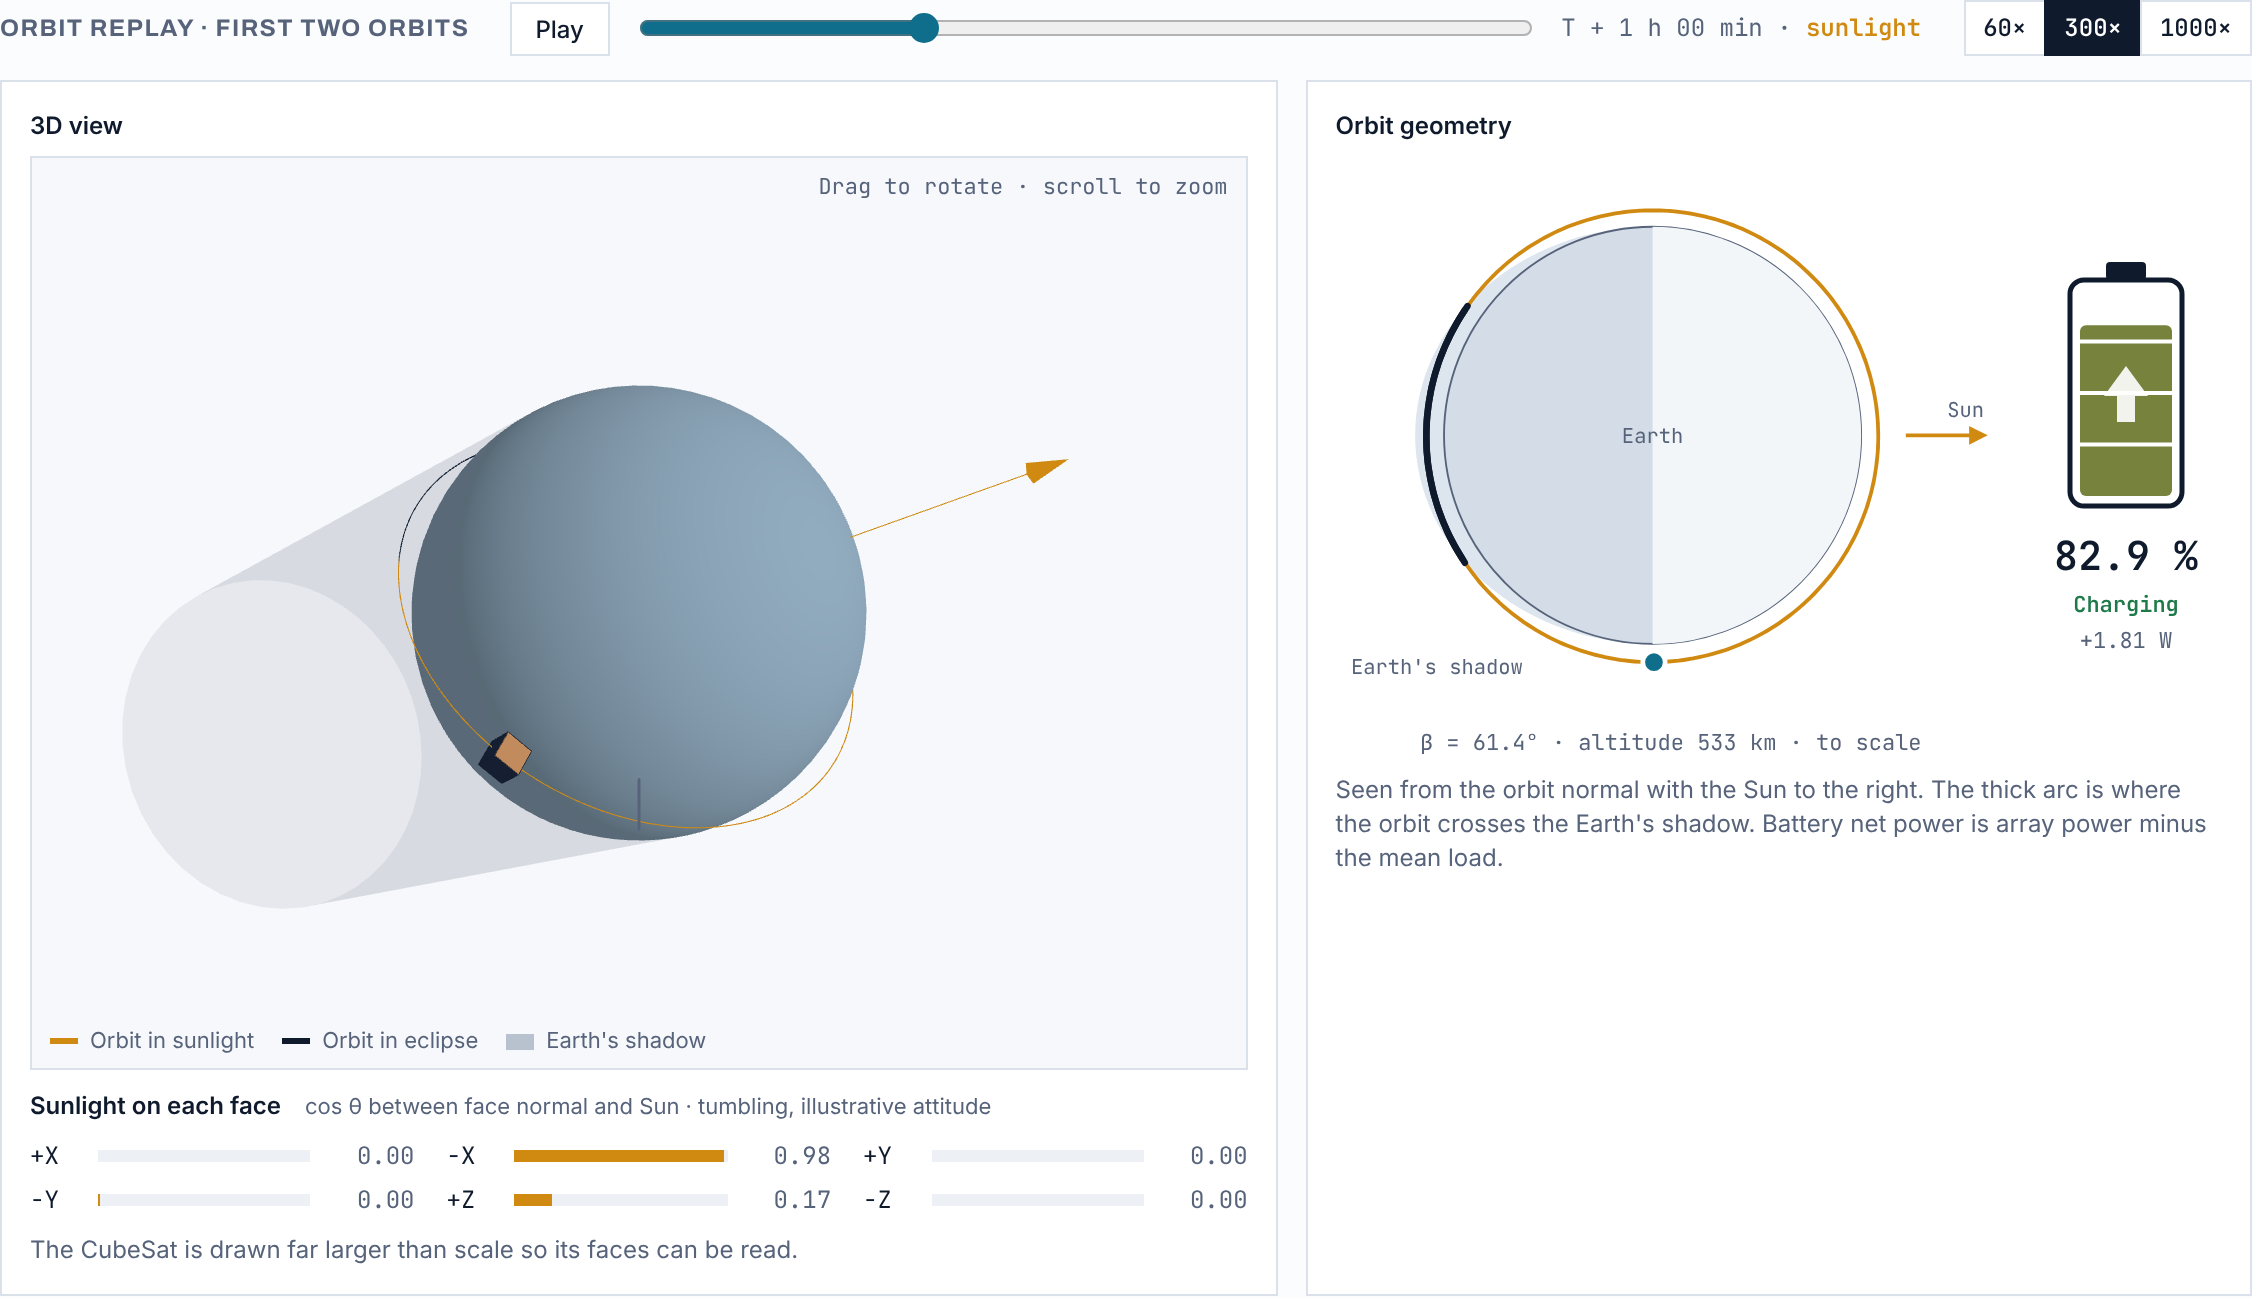 ORBIT REPLAY · FIRST TWO ORBITS
Play
T + 1 h 00 min · sunlight
60×
300×
1000×
3D view
Drag to rotate · scroll to zoom
Orbit in sunlight
Orbit in eclipse
Earth's shadow
Sunlight on each face
cos θ between face normal and Sun · tumbling, illustrative attitude
+X 0.00 -X 0.98 +Y 0.00
-Y 0.00 +Z 0.17 -Z 0.00
The CubeSat is drawn far larger than scale so its faces can be read.
Orbit geometry
Earth
Sun
Earth's shadow
82.9 %
Charging
+1.81 W
β = 61.4° · altitude 533 km · to scale
Seen from the orbit normal with the Sun to the right. The thick arc is where
the orbit crosses the Earth's shadow. Battery net power is array power minus
the mean load.